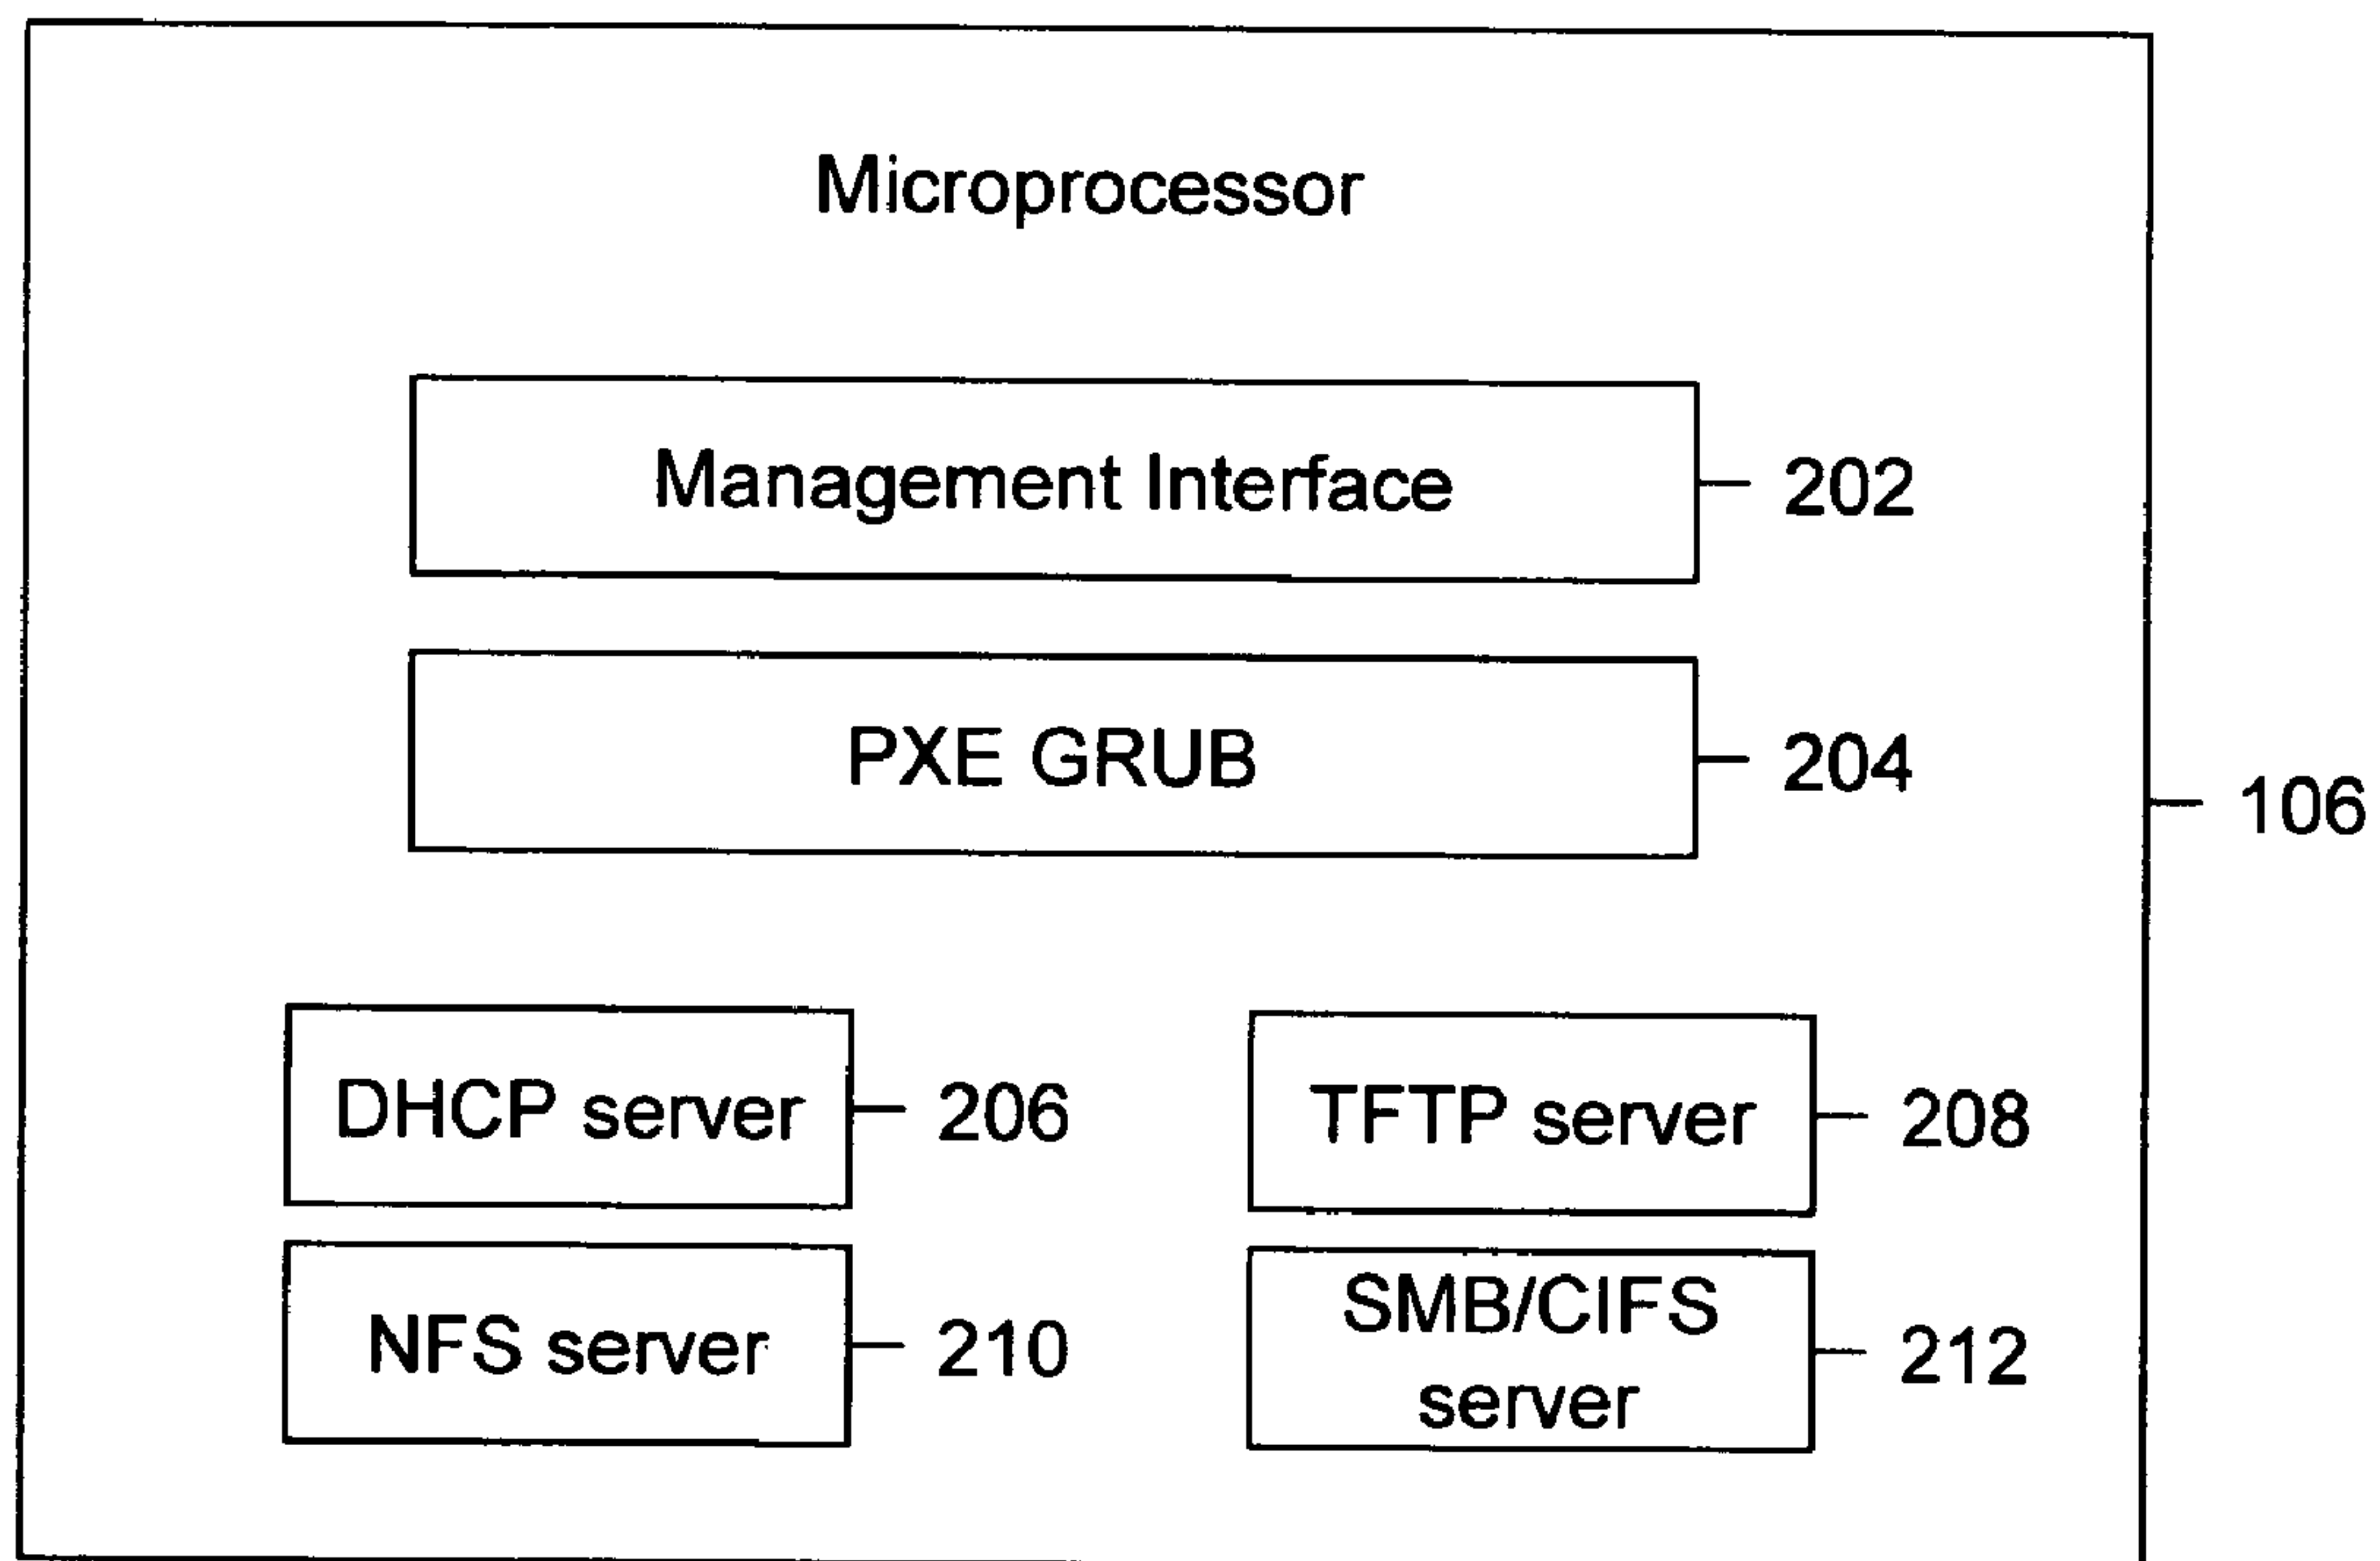 Microprocessor
Management Interface
202
PXE GRUB
204
106
DHCP server
206
TFTP server
208
NFS server
210
SMB/CIFS
server
212